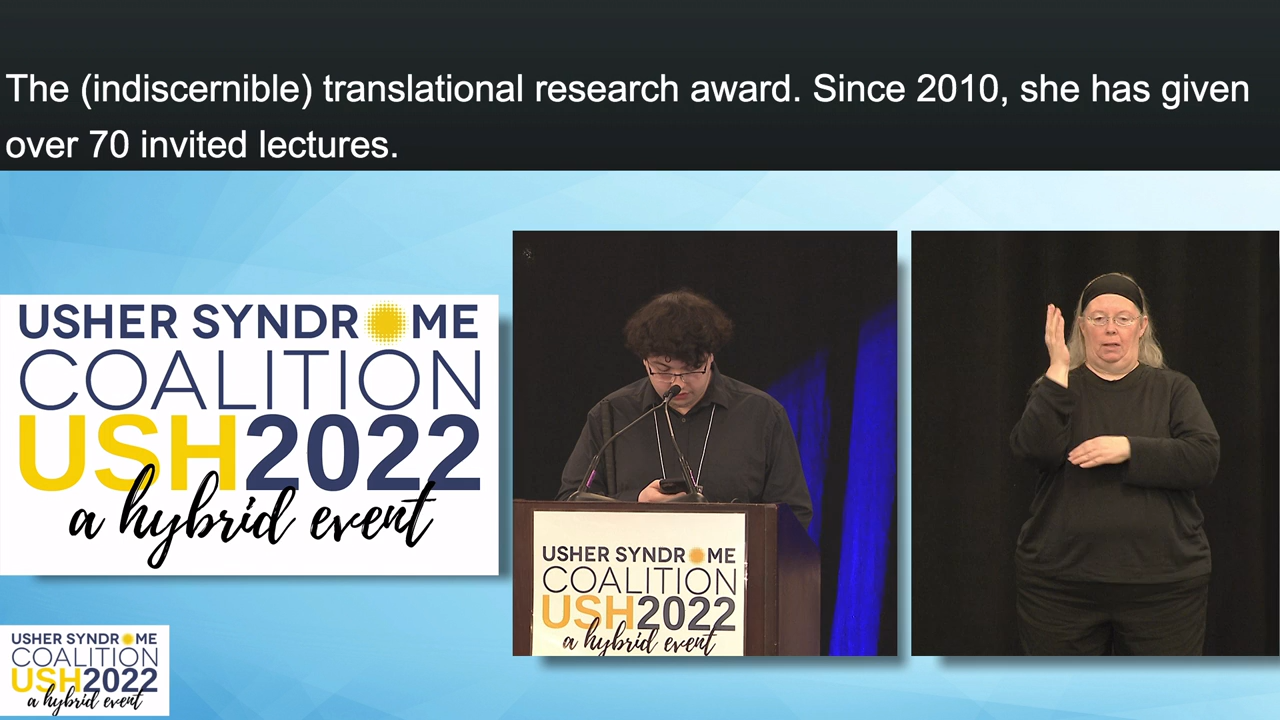 The (indiscernible) translational research award. Since 2010, she has given
over 70 invited lectures.
USHER SYNDROME
COALITION
USH2022
a hybrid event
USHER SYNDROME
COALITION
USH2022
a hybrid event
USHER SYNDROME
COALITION
USH2022
a hybrid event